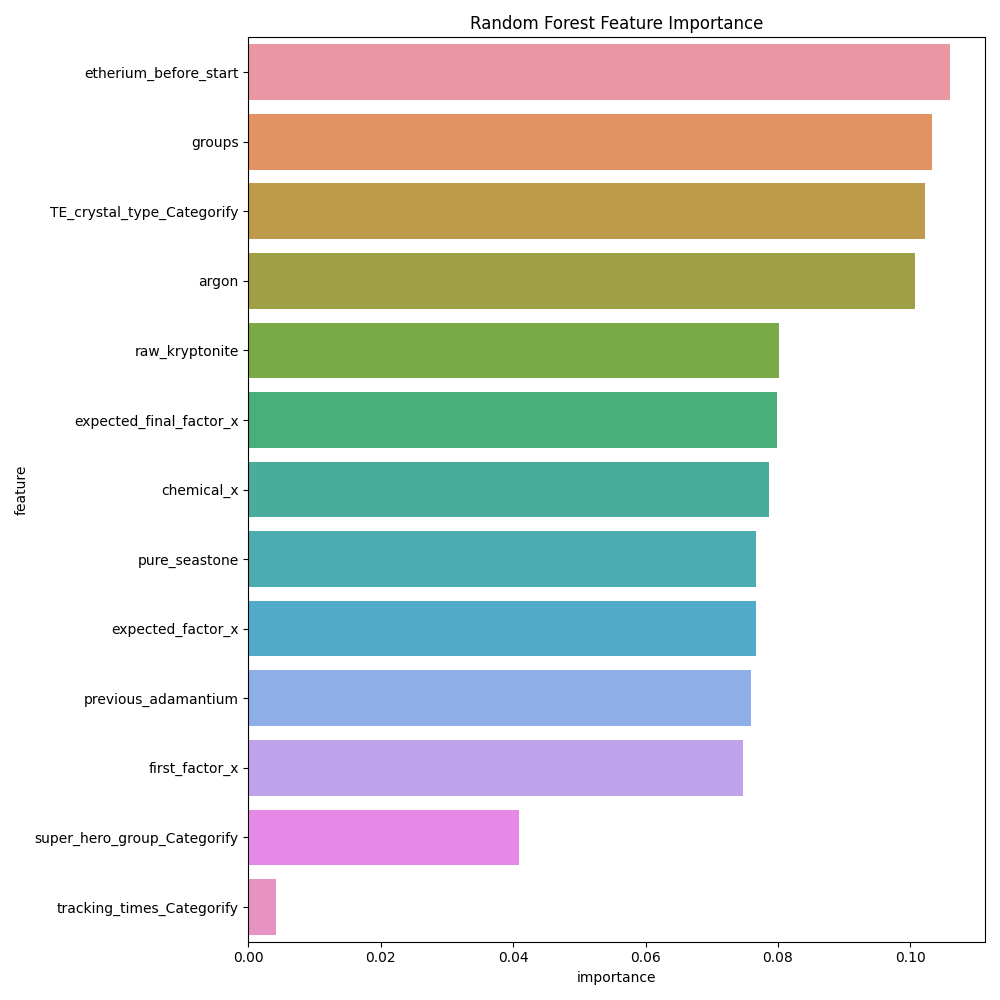 Random Forest Feature Importance
etherium_before_start
groups
TE_crystal_type_Categorify
argon
raw_kryptonite
expected_final_factor_x
chemical_x
pure_seastone
expected_factor_x
previous_adamantium
first_factor_x
super_hero_group_Categorify
tracking_times_Categorify
feature
0.00 0.02 0.04 0.06 0.08 0.10
importance